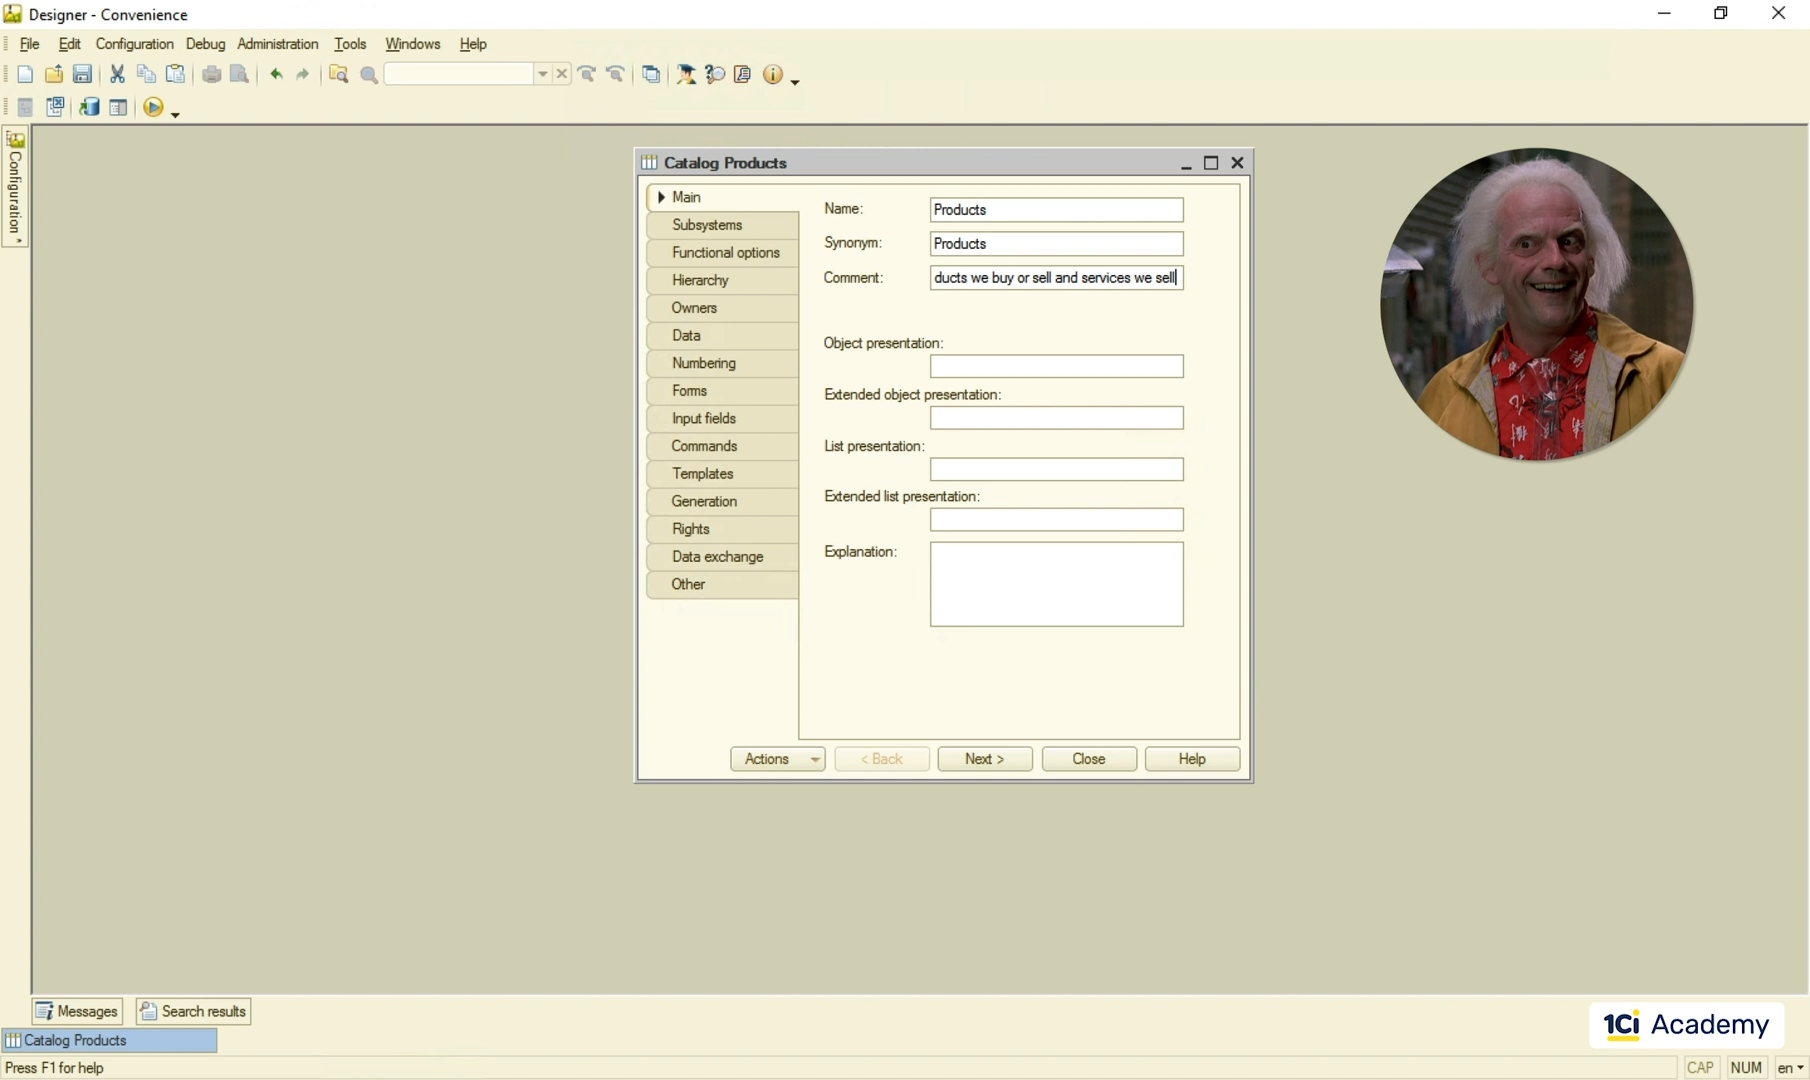 Designer - Convenience
File Edit Configuration Debug Administration Tools Windows Help
Configuration
Catalog Products
Main
Subsystems
Functional options
Hierarchy
Owners
Data
Numbering
Forms
Input fields
Commands
Templates
Generation
Rights
Data exchange
Other
Name: Products
Synonym: Products
Comment: ducts we buy or sell and services we sell
Object presentation:
Extended object presentation:
List presentation:
Extended list presentation:
Explanation:
Actions < Back Next > Close Help
Messages Search results
1Ci Academy
Catalog Products
Press F1 for help CAP NUM en